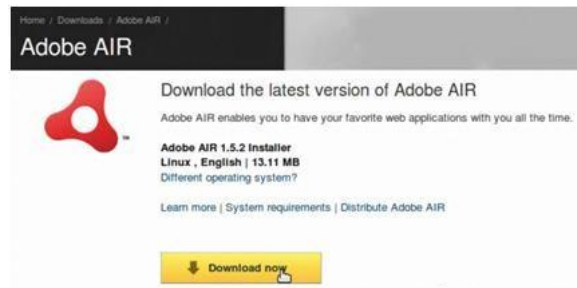 Home / Downloads / Adobe AIR /
Adobe AIR
Download the latest version of Adobe AIR
Adobe AIR enables you to have your favorite web applications with you all the time.
Adobe AIR 1.5.2 Installer
Linux , English | 13.11 MB
Different operating system?
Learn more | System requirements | Distribute Adobe AIR
Download now